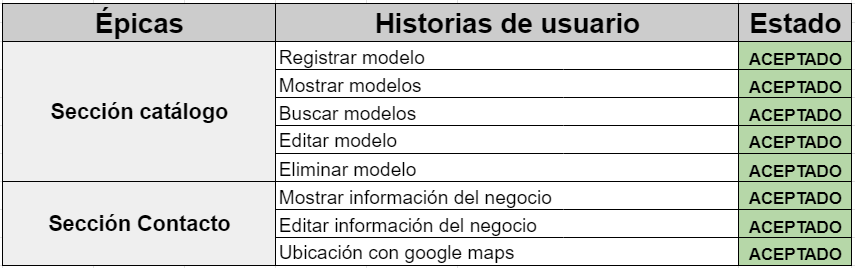 Épicas Historias de usuario Estado
Registrar modelo ACEPTADO
Mostrar modelos ACEPTADO
Sección catálogo Buscar modelos ACEPTADO
Editar modelo ACEPTADO
Eliminar modelo ACEPTADO
Mostrar información del negocio ACEPTADO
Sección Contacto Editar información del negocio ACEPTADO
Ubicación con google maps ACEPTADO